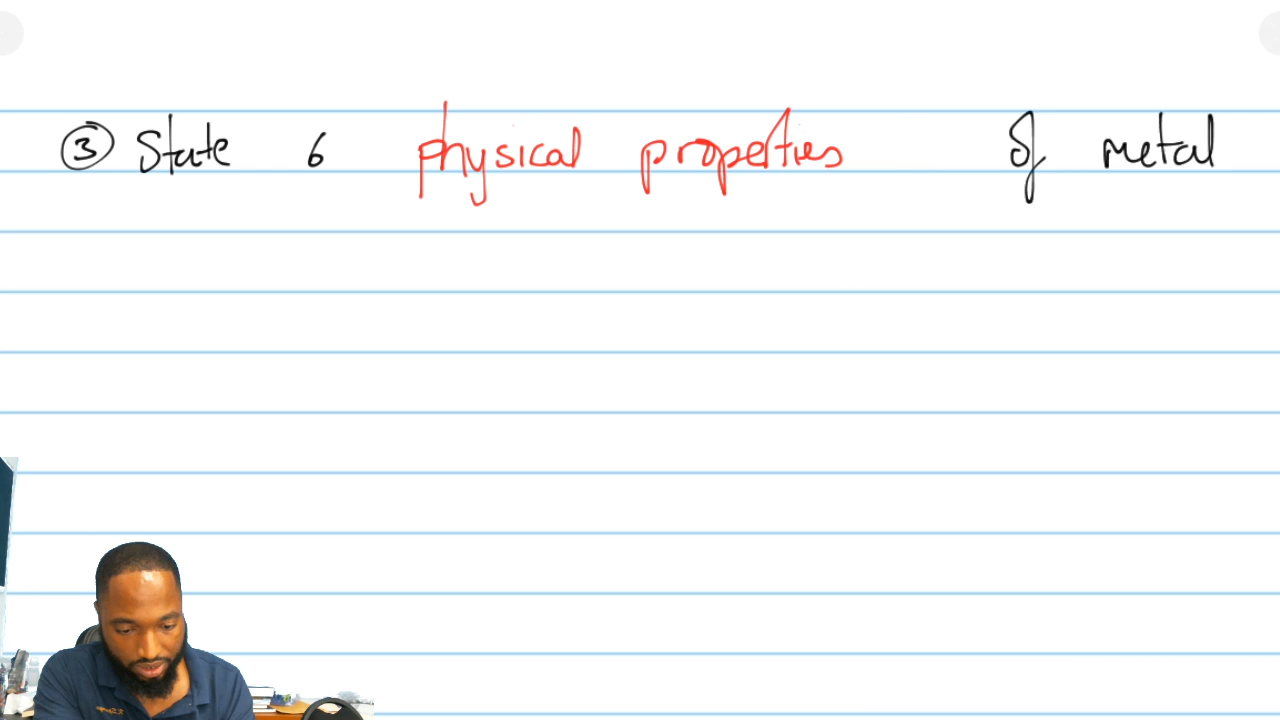 ③ State 6 physical properties of metal